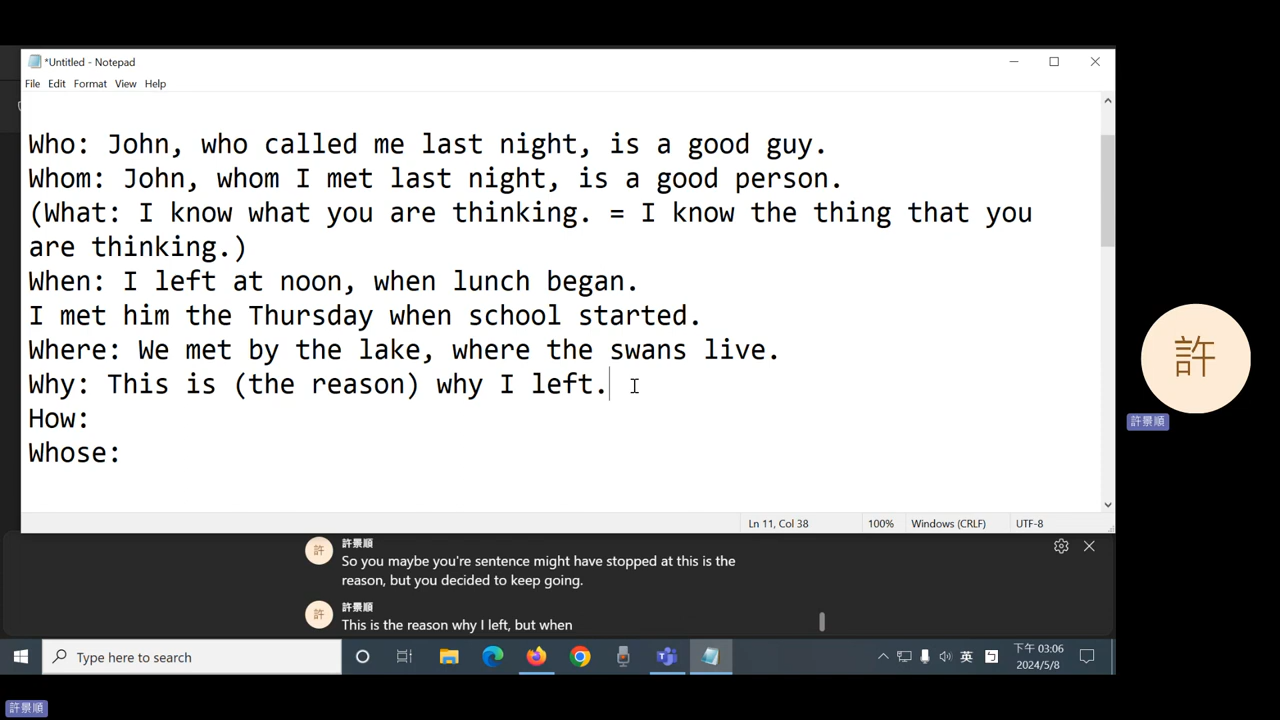 *Untitled - Notepad
File Edit Format View Help
Who: John, who called me last night, is a good guy.
Whom: John, whom I met last night, is a good person.
(What: I know what you are thinking. = I know the thing that you
are thinking.)
When: I left at noon, when lunch began.
I met him the Thursday when school started.
Where: We met by the lake, where the swans live.
Why: This is (the reason) why I left.
How:
Whose:
Ln 11, Col 38 100% Windows (CRLF) UTF-8
許
許景順
許 許景順
So you maybe you're sentence might have stopped at this is the
reason, but you decided to keep going.
許 許景順
This is the reason why I left, but when
Type here to search
英
下午 03:06
2024/5/8
許景順